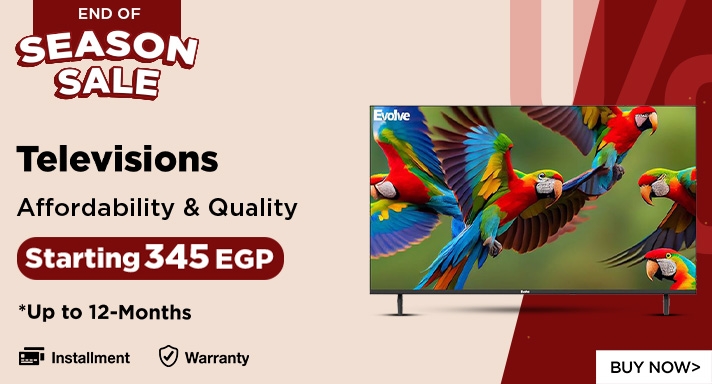 END OF
SEASON
SALE
Televisions
Affordability & Quality
Starting 345 EGP
*Up to 12-Months
Installment
Warranty
Evolve
Evolve
BUY NOW>